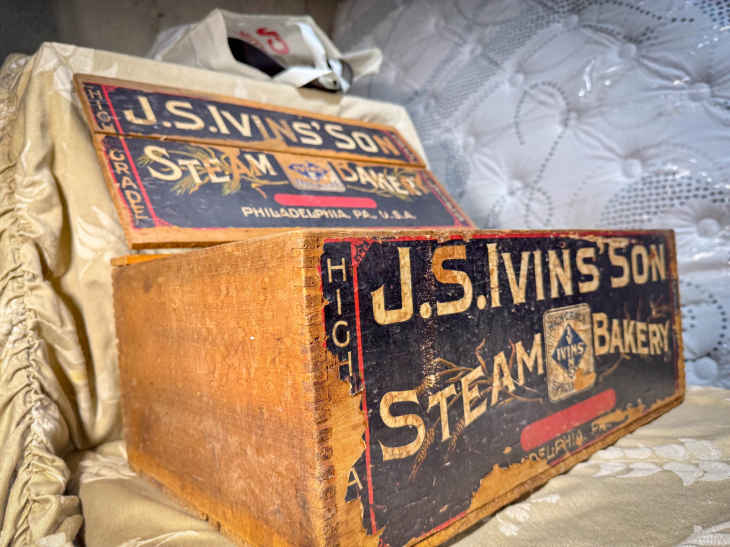 HIGH GRADE
J.S. IVINS' SON
STEAM BAKERY
PHILADELPHIA, PA., U.S.A.
HIGH
J.S. IVINS' SON
STEAM BAKERY
IVINS'